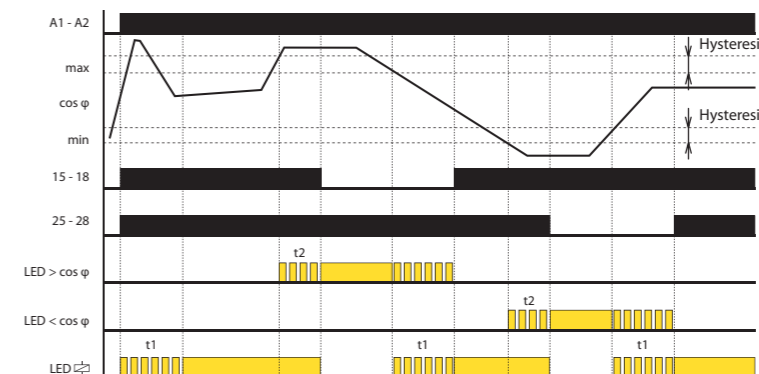 A1 - A2
Hysteresi
max
cos φ
Hysteresi
min
15 - 18
25 - 28
t2
LED > cos φ
t2
LED < cos φ
t1 t1 t1
LED